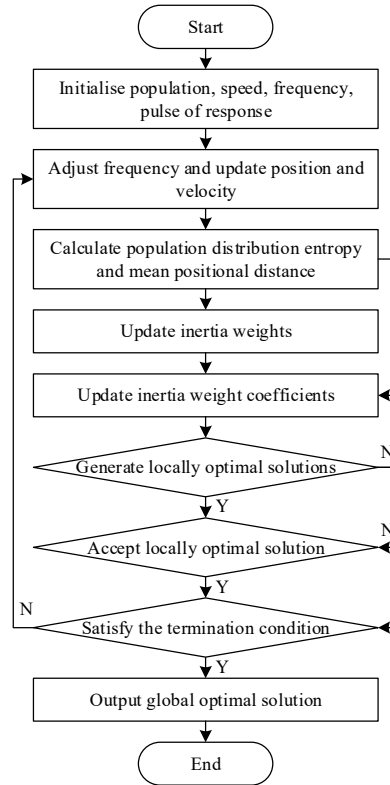 Start
Initialise population, speed, frequency,
pulse of response
Adjust frequency and update position and
velocity
Calculate population distribution entropy
and mean positional distance
Update inertia weights
Update inertia weight coefficients
N
Generate locally optimal solutions
Y
N
Accept locally optimal solution
Y
N
Satisfy the termination condition
Y
Output global optimal solution
End